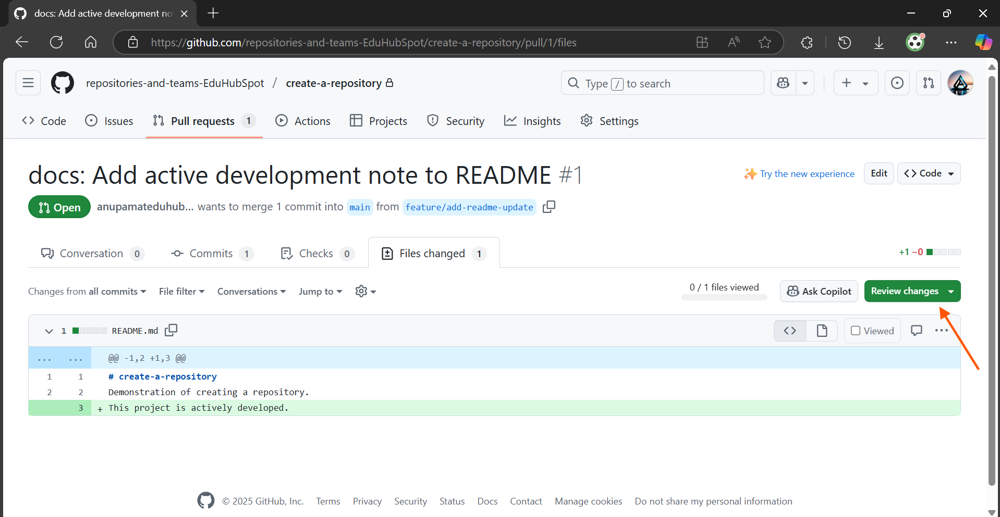 docs: Add active development no
https://github.com/repositories-and-teams-EduHubSpot/create-a-repository/pull/1/files
repositories-and-teams-EduHubSpot / create-a-repository
Type / to search
Code Issues Pull requests 1 Actions Projects Security Insights Settings
docs: Add active development note to README #1
Try the new experience Edit Code
Open anupamateduhub... wants to merge 1 commit into main from feature/add-readme-update
Conversation 0 Commits 1 Checks 0 Files changed 1 +1 −0
Changes from all commits File filter Conversations Jump to 0 / 1 files viewed Ask Copilot Review changes
1 README.md Viewed
... ... @@ -1,2 +1,3 @@
1 1 # create-a-repository
2 2 Demonstration of creating a repository.
3 + This project is actively developed.
© 2025 GitHub, Inc. Terms Privacy Security Status Docs Contact Manage cookies Do not share my personal information